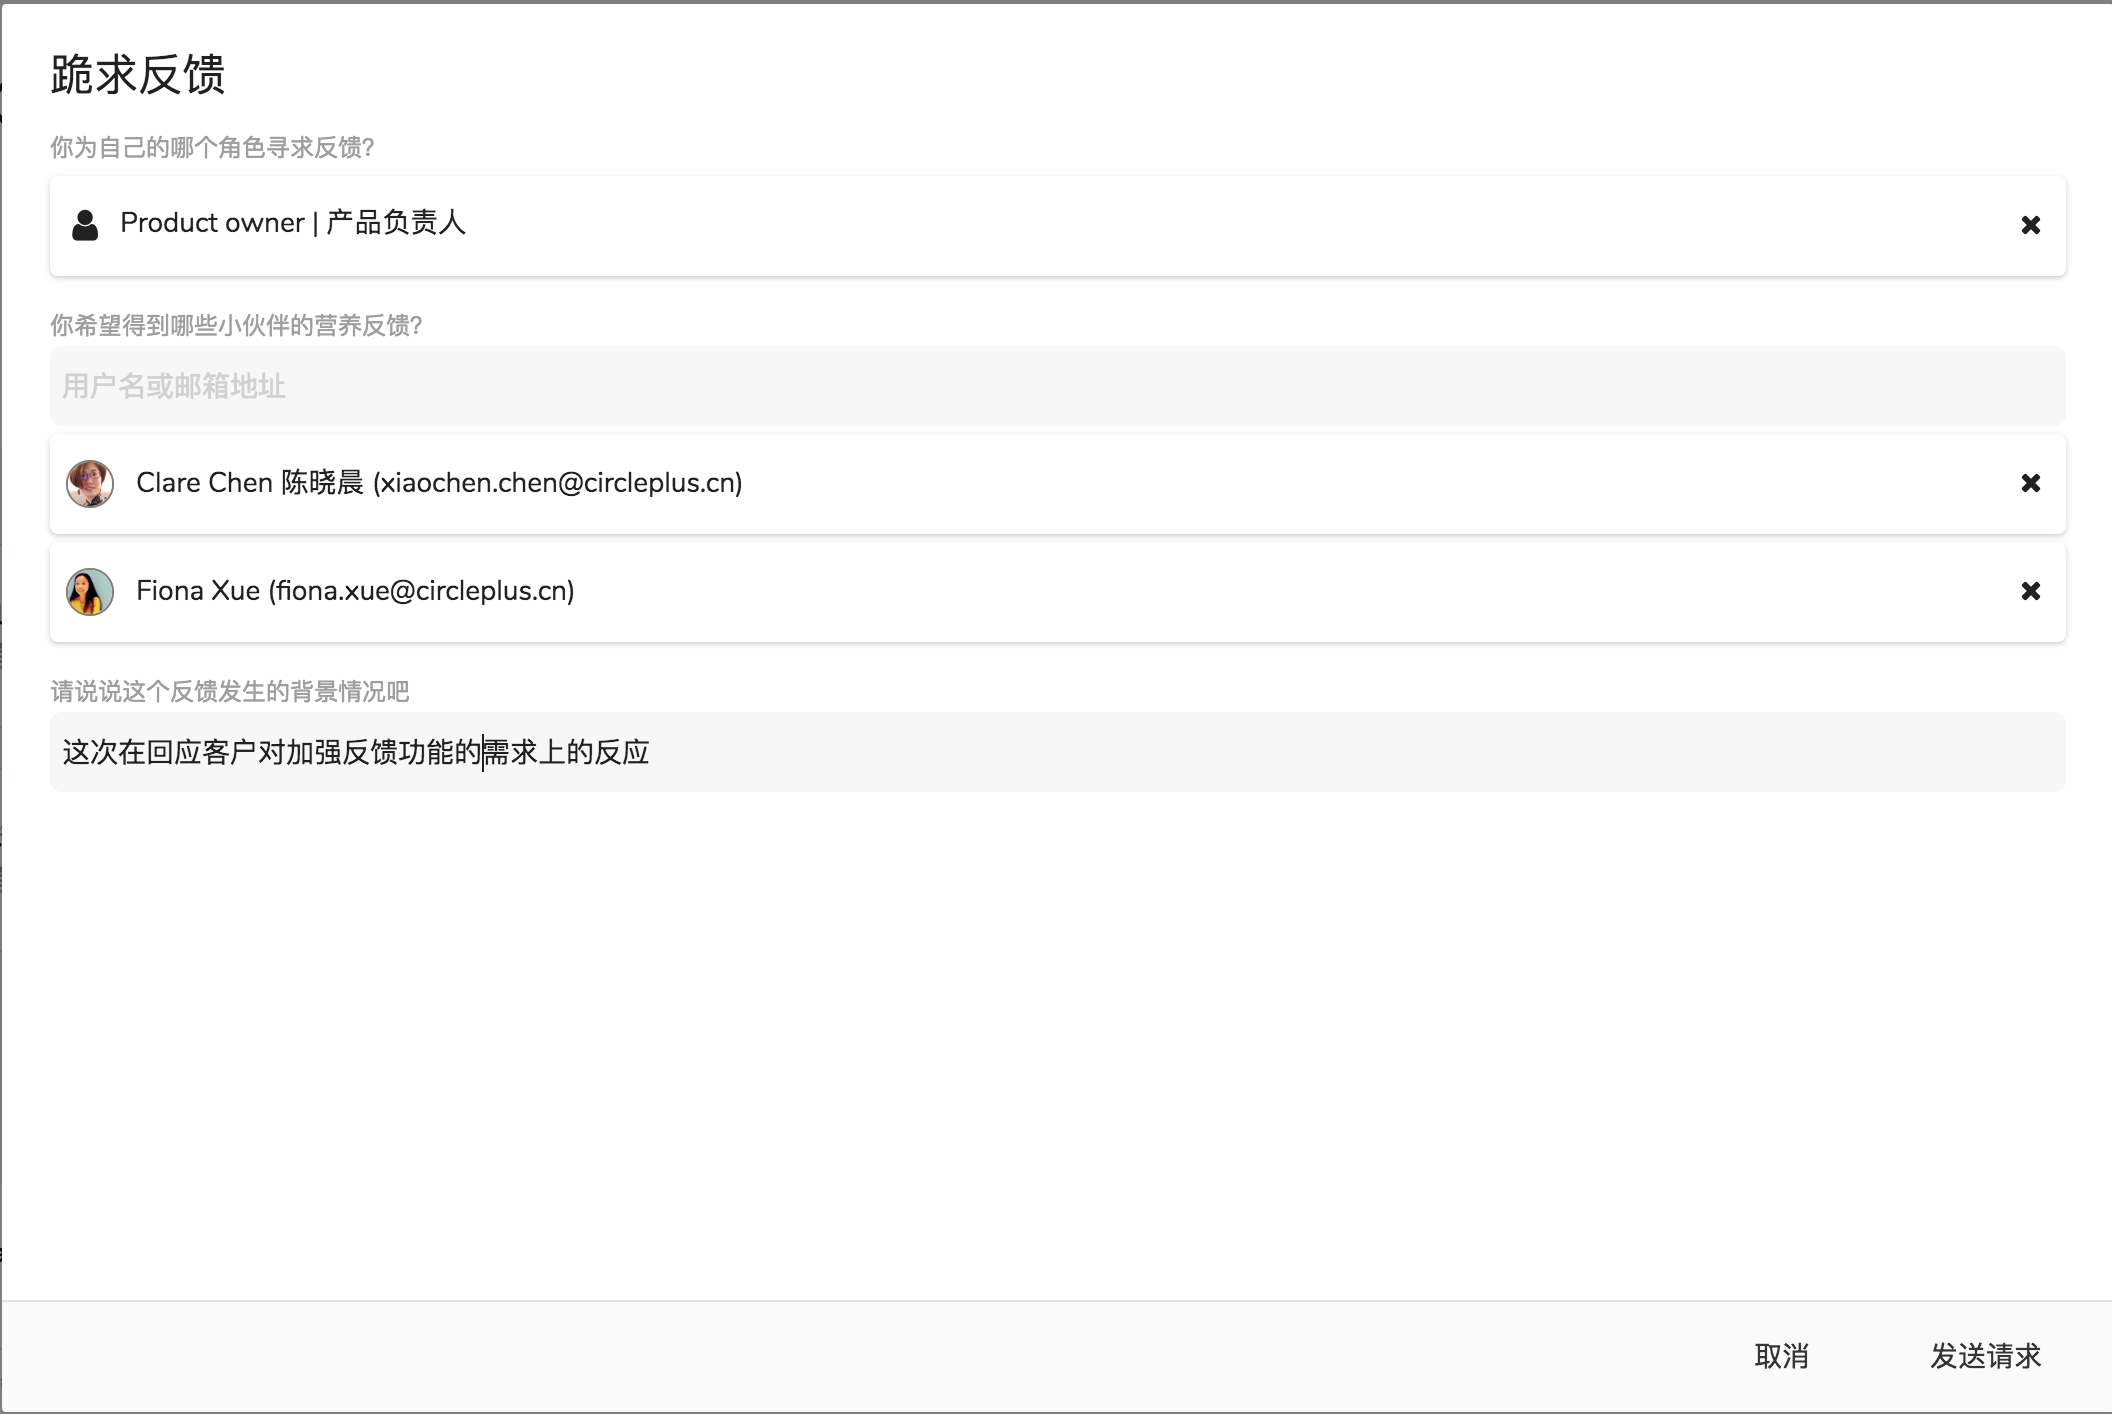 跪求反馈
你为自己的哪个角色寻求反馈?
Product owner | 产品负责人
你希望得到哪些小伙伴的营养反馈?
用户名或邮箱地址
Clare Chen 陈晓晨 (xiaochen.chen@circleplus.cn)
Fiona Xue (fiona.xue@circleplus.cn)
请说说这个反馈发生的背景情况吧
这次在回应客户对加强反馈功能的需求上的反应
取消 发送请求